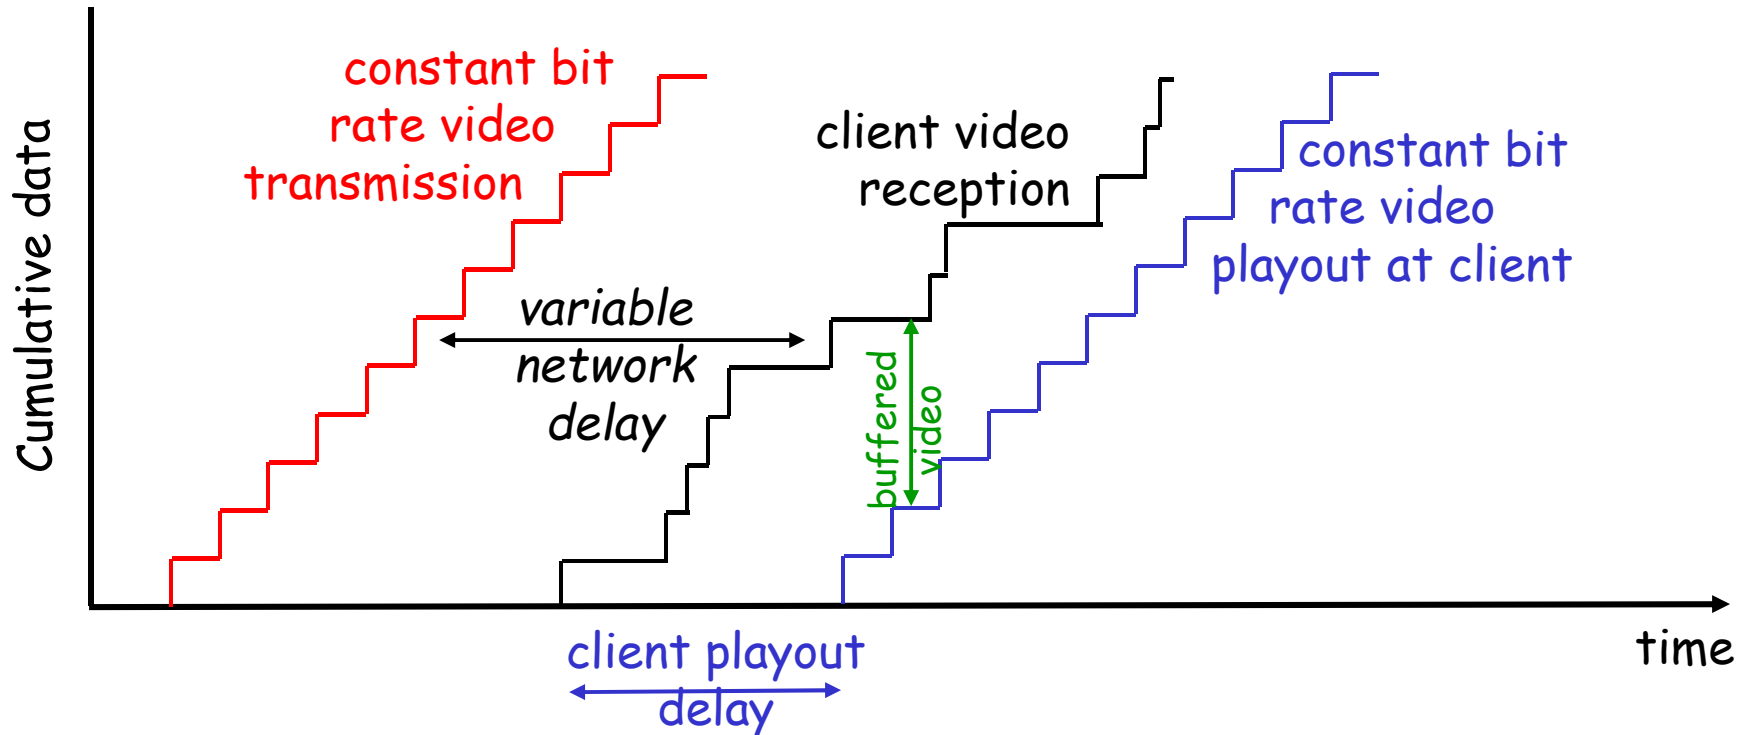 Cumulative data
constant bit
rate video
transmission
client video
reception
constant bit
rate video
playout at client
variable
network
delay
buffered
video
client playout
delay
time